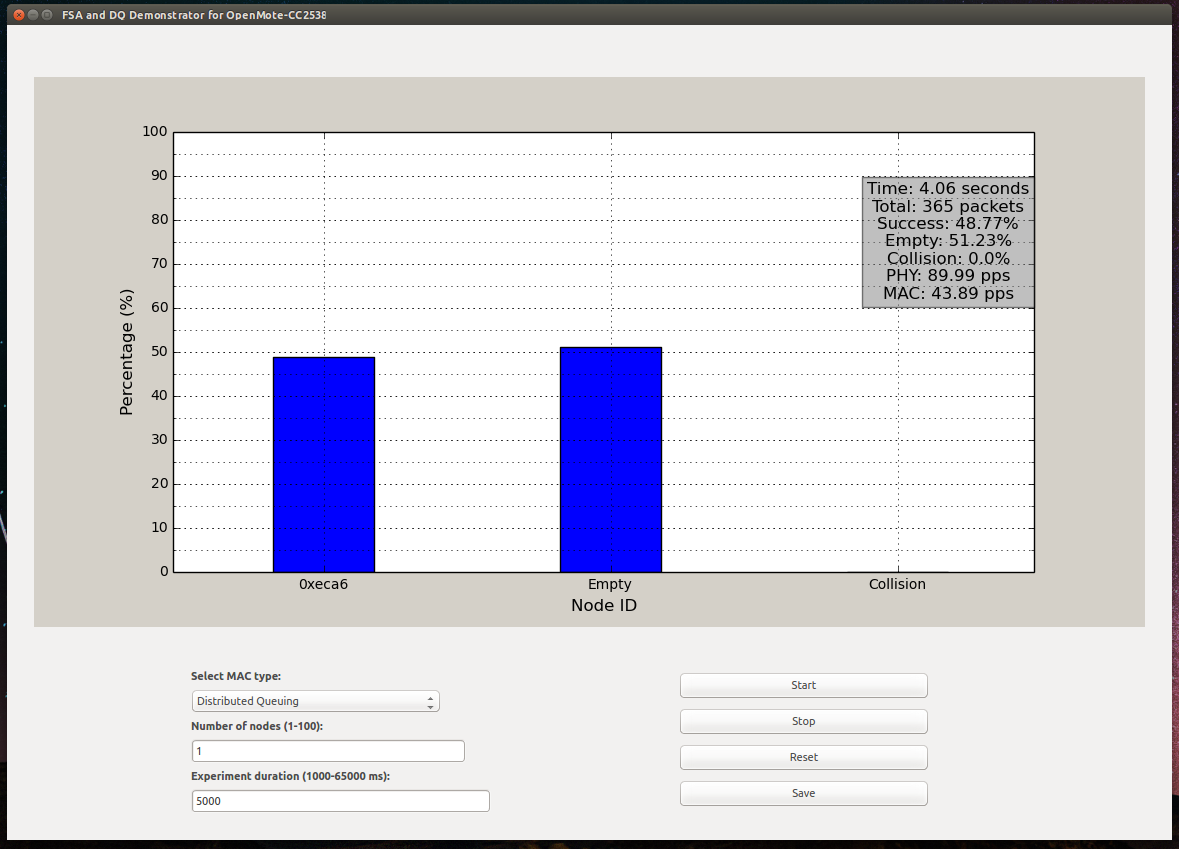 FSA and DQ Demonstrator for OpenMote-CC2538
100
90
80
70
60
50
40
30
20
10
0
Percentage (%)
Time: 4.06 seconds
Total: 365 packets
Success: 48.77%
Empty: 51.23%
Collision: 0.0%
PHY: 89.99 pps
MAC: 43.89 pps
0xeca6 Empty Collision
Node ID
Select MAC type:
Distributed Queuing
Number of nodes (1-100):
1
Experiment duration (1000-65000 ms):
5000
Start
Stop
Reset
Save